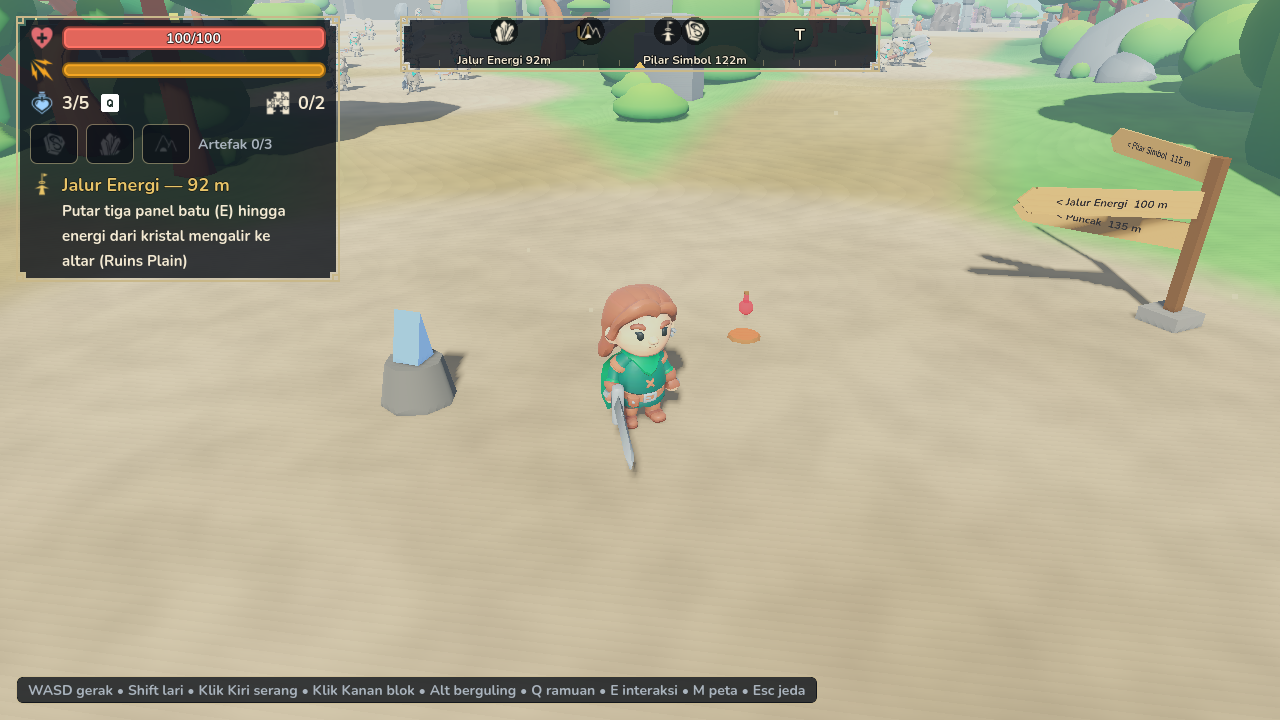 100/100
3/5 Q 0/2
Artefak 0/3
Jalur Energi — 92 m
Putar tiga panel batu (E) hingga
energi dari kristal mengalir ke
altar (Ruins Plain)
T
Jalur Energi 92m
Pilar Simbol 122m
< Pilar Simbol 115 m
< Jalur Energi 100 m
~ Puncak 135 m
WASD gerak • Shift lari • Klik Kiri serang • Klik Kanan blok • Alt berguling • Q ramuan • E interaksi • M peta • Esc jeda